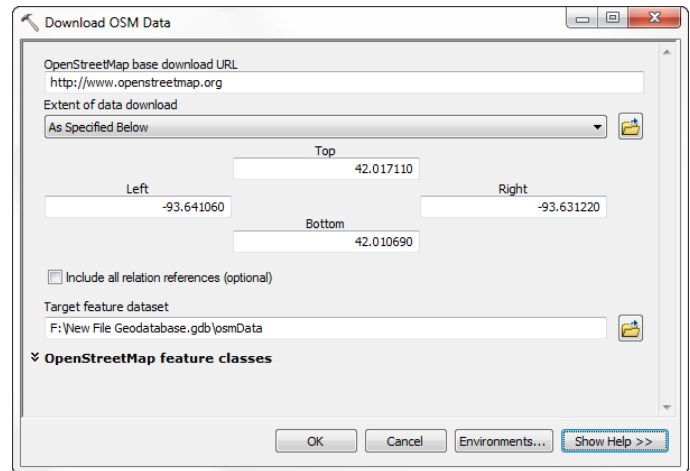 Download OSM Data
OpenStreetMap base download URL
http://www.openstreetmap.org
Extent of data download
As Specified Below
Top
42.017110
Left
Right
-93.641060
-93.631220
Bottom
42.010690
Include all relation references (optional)
Target feature dataset
F:\New File Geodatabase.gdb\osmData
OpenStreetMap feature classes
OK
Cancel
Environments...
Show Help >>